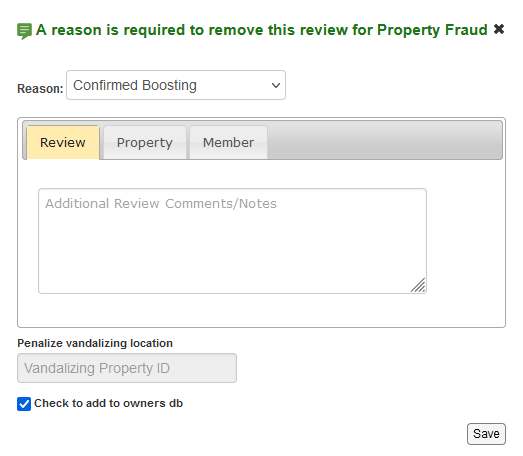 A reason is required to remove this review for Property Fraud ✖
Reason: Confirmed Boosting
Review Property Member
Additional Review Comments/Notes
Penalize vandalizing location
Vandalizing Property ID
Check to add to owners db
Save